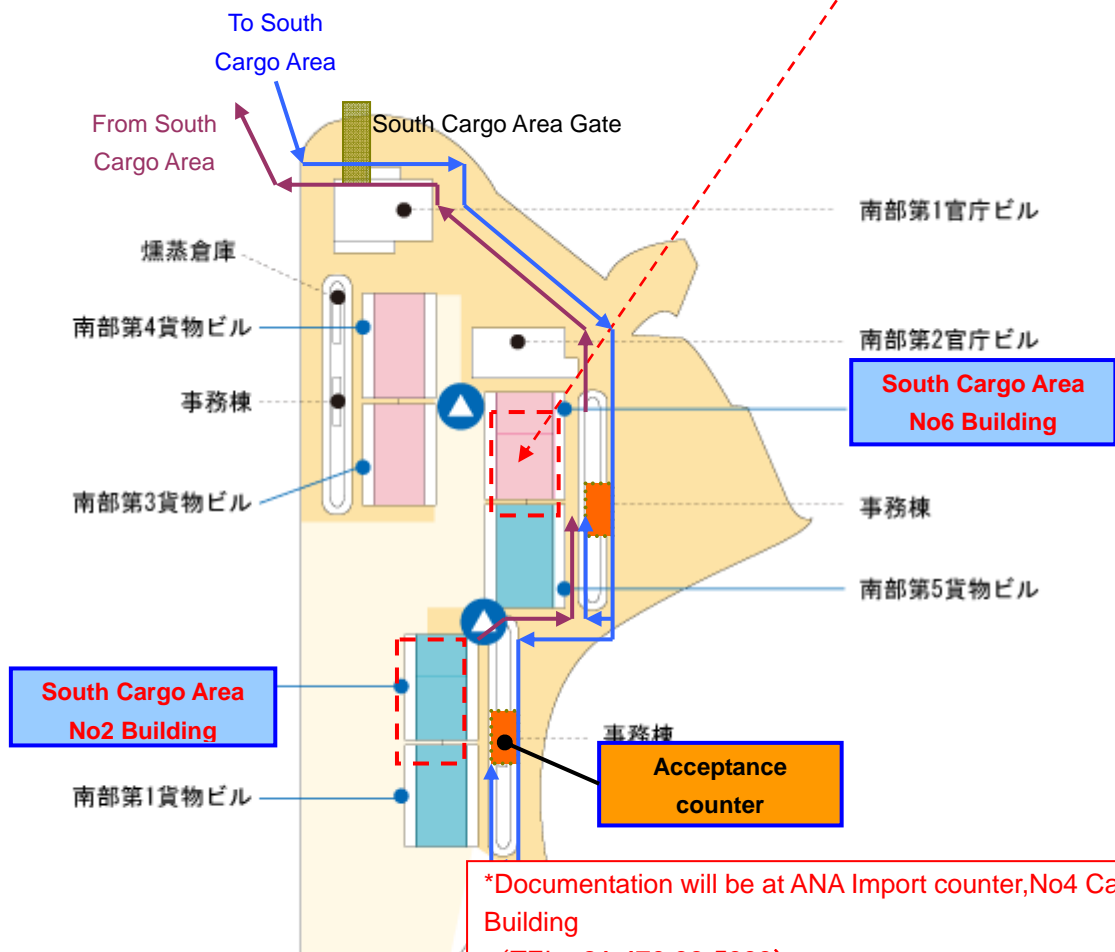 To South
Cargo Area
From South
Cargo Area
South Cargo Area Gate
南部第1官庁ビル
燻蒸倉庫
南部第4貨物ビル
南部第2官庁ビル
事務棟
South Cargo Area
No6 Building
南部第3貨物ビル
事務棟
南部第5貨物ビル
South Cargo Area
No2 Building
事務棟
Acceptance
counter
南部第1貨物ビル
*Documentation will be at ANA Import counter,No4 Ca
Building